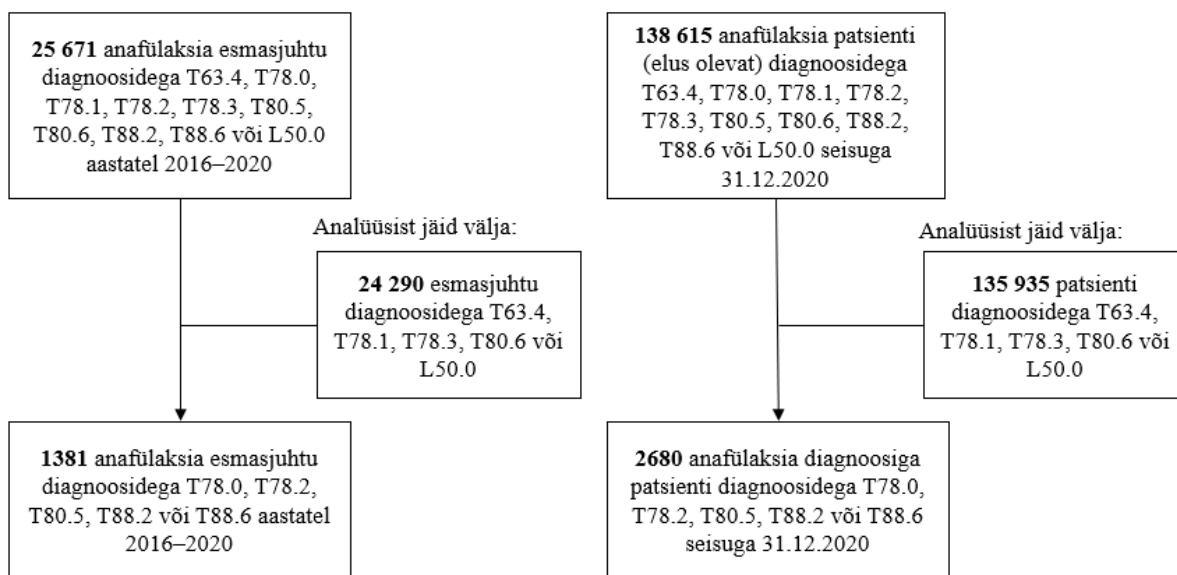 25 671 anafülaksia esmasjuhtu
diagnoosidega T63.4, T78.0,
T78.1, T78.2, T78.3, T80.5,
T80.6, T88.2, T88.6 või L50.0
aastatel 2016–2020
Analüüsist jäid välja:
24 290 esmasjuhtu
diagnoosidega T63.4,
T78.1, T78.3, T80.6 või
L50.0
1381 anafülaksia esmasjuhtu
diagnoosidega T78.0, T78.2,
T80.5, T88.2 või T88.6 aastatel
2016–2020
138 615 anafülaksia patsienti
(elus olevat) diagnoosidega
T63.4, T78.0, T78.1, T78.2,
T78.3, T80.5, T80.6, T88.2,
T88.6 või L50.0 seisuga
31.12.2020
Analüüsist jäid välja:
135 935 patsienti
diagnoosidega T63.4,
T78.1, T78.3, T80.6 või
L50.0
2680 anafülaksia diagnoosiga
patsienti diagnoosidega T78.0,
T78.2, T80.5, T88.2 või T88.6
seisuga 31.12.2020